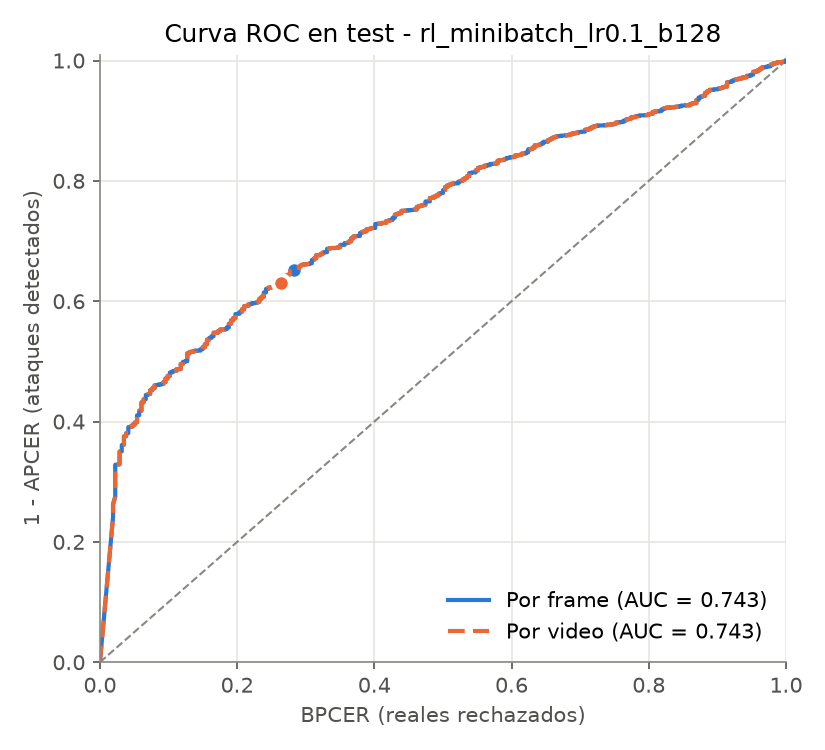 Curva ROC en test - rl_minibatch_lr0.1_b128
1 - APCER (ataques detectados)
1.0
0.8
0.6
0.4
0.2
0.0
Por frame (AUC = 0.743)
Por video (AUC = 0.743)
0.0 0.2 0.4 0.6 0.8 1.0
BPCER (reales rechazados)